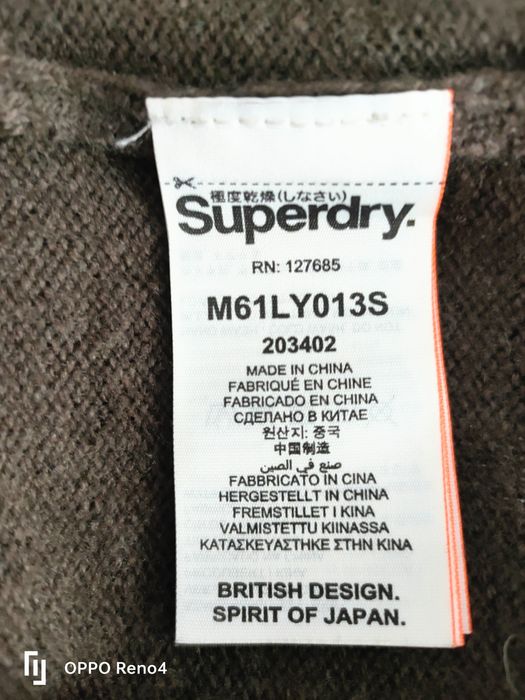 極度乾燥(しなさい)
Superdry.
RN: 127685
M61LY013S
203402
MADE IN CHINA
FABRIQUÉ EN CHINE
FABRICADO EN CHINA
СДЕЛАНО В КИТАЕ
원산지: 중국
中国制造
صنع في الصين
FABBRICATO IN CINA
HERGESTELLT IN CHINA
FREMSTILLET I KINA
VALMISTETTU KIINASSA
ΚΑΤΑΣΚΕΥΑΣΤΗΚΕ ΣΤΗΝ ΚΙΝΑ
BRITISH DESIGN.
SPIRIT OF JAPAN.
OPPO Reno4